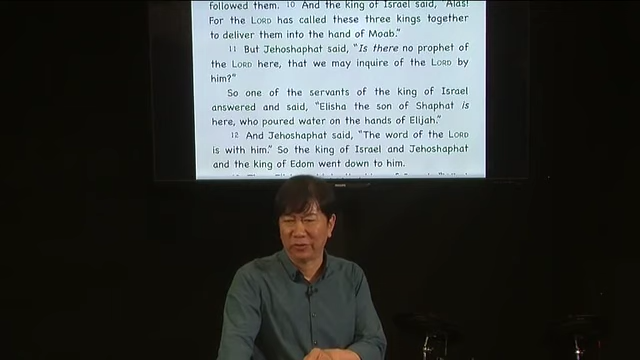 followed them. 10 And the king of Israel said, "Alas!
For the LORD has called these three kings together
to deliver them into the hand of Moab."
11 But Jehoshaphat said, "Is there no prophet of
the LORD here, that we may inquire of the LORD by
him?"
So one of the servants of the king of Israel
answered and said, "Elisha the son of Shaphat is
here, who poured water on the hands of Elijah."
12 And Jehoshaphat said, "The word of the LORD
is with him." So the king of Israel and Jehoshaphat
and the king of Edom went down to him.